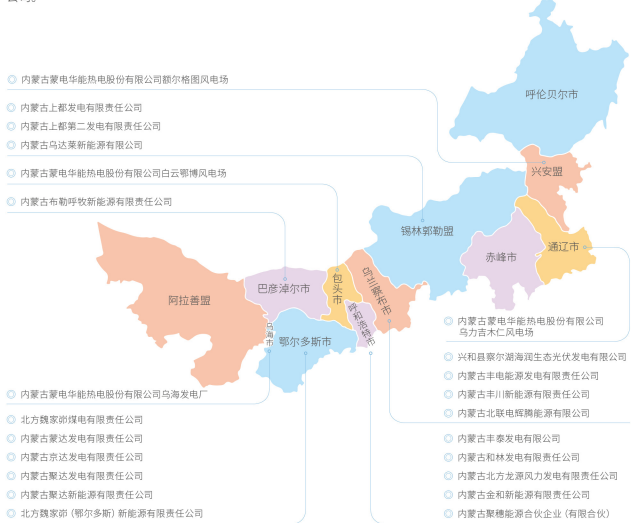 内蒙古蒙电华能热电股份有限公司额尔格图风电场
内蒙古上都发电有限责任公司
内蒙古上都第二发电有限责任公司
内蒙古乌达莱新能源有限公司
内蒙古蒙电华能热电股份有限公司白云鄂博风电场
内蒙古布勒呼牧新能源有限责任公司
呼伦贝尔市
兴安盟
锡林郭勒盟
通辽市
赤峰市
乌兰察布市
包头市
呼和浩特市
巴彦淖尔市
阿拉善盟
乌海市
鄂尔多斯市
内蒙古蒙电华能热电股份有限公司乌海发电厂
北方魏家峁煤电有限责任公司
内蒙古蒙达发电有限责任公司
内蒙古京达发电有限责任公司
内蒙古聚达发电有限责任公司
内蒙古聚达新能源有限责任公司
北方魏家峁（鄂尔多斯）新能源有限责任公司
内蒙古蒙电华能热电股份有限公司
乌力吉木仁风电场
兴和县察尔湖海润生态光伏发电有限公司
内蒙古丰电能源发电有限责任公司
内蒙古丰川新能源有限公司
内蒙古北联电辉腾能源有限公司
内蒙古丰泰发电有限公司
内蒙古和林发电有限责任公司
内蒙古北方龙源风力发电有限责任公司
内蒙古金和新能源有限责任公司
内蒙古聚穗能源合伙企业（有限合伙）